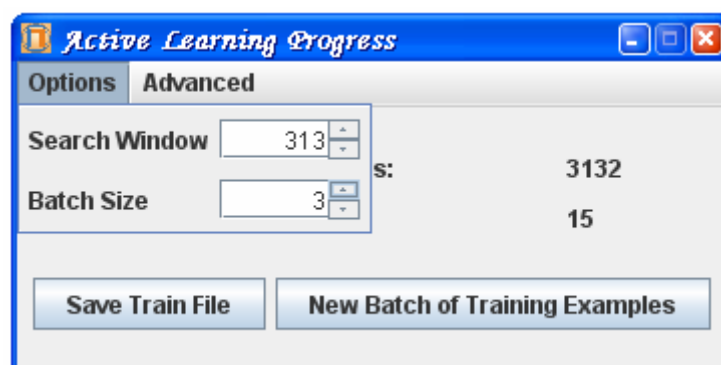 Active Learning Progress
Options Advanced
Search Window 313
s: 3132
Batch Size 3
15
Save Train File New Batch of Training Examples